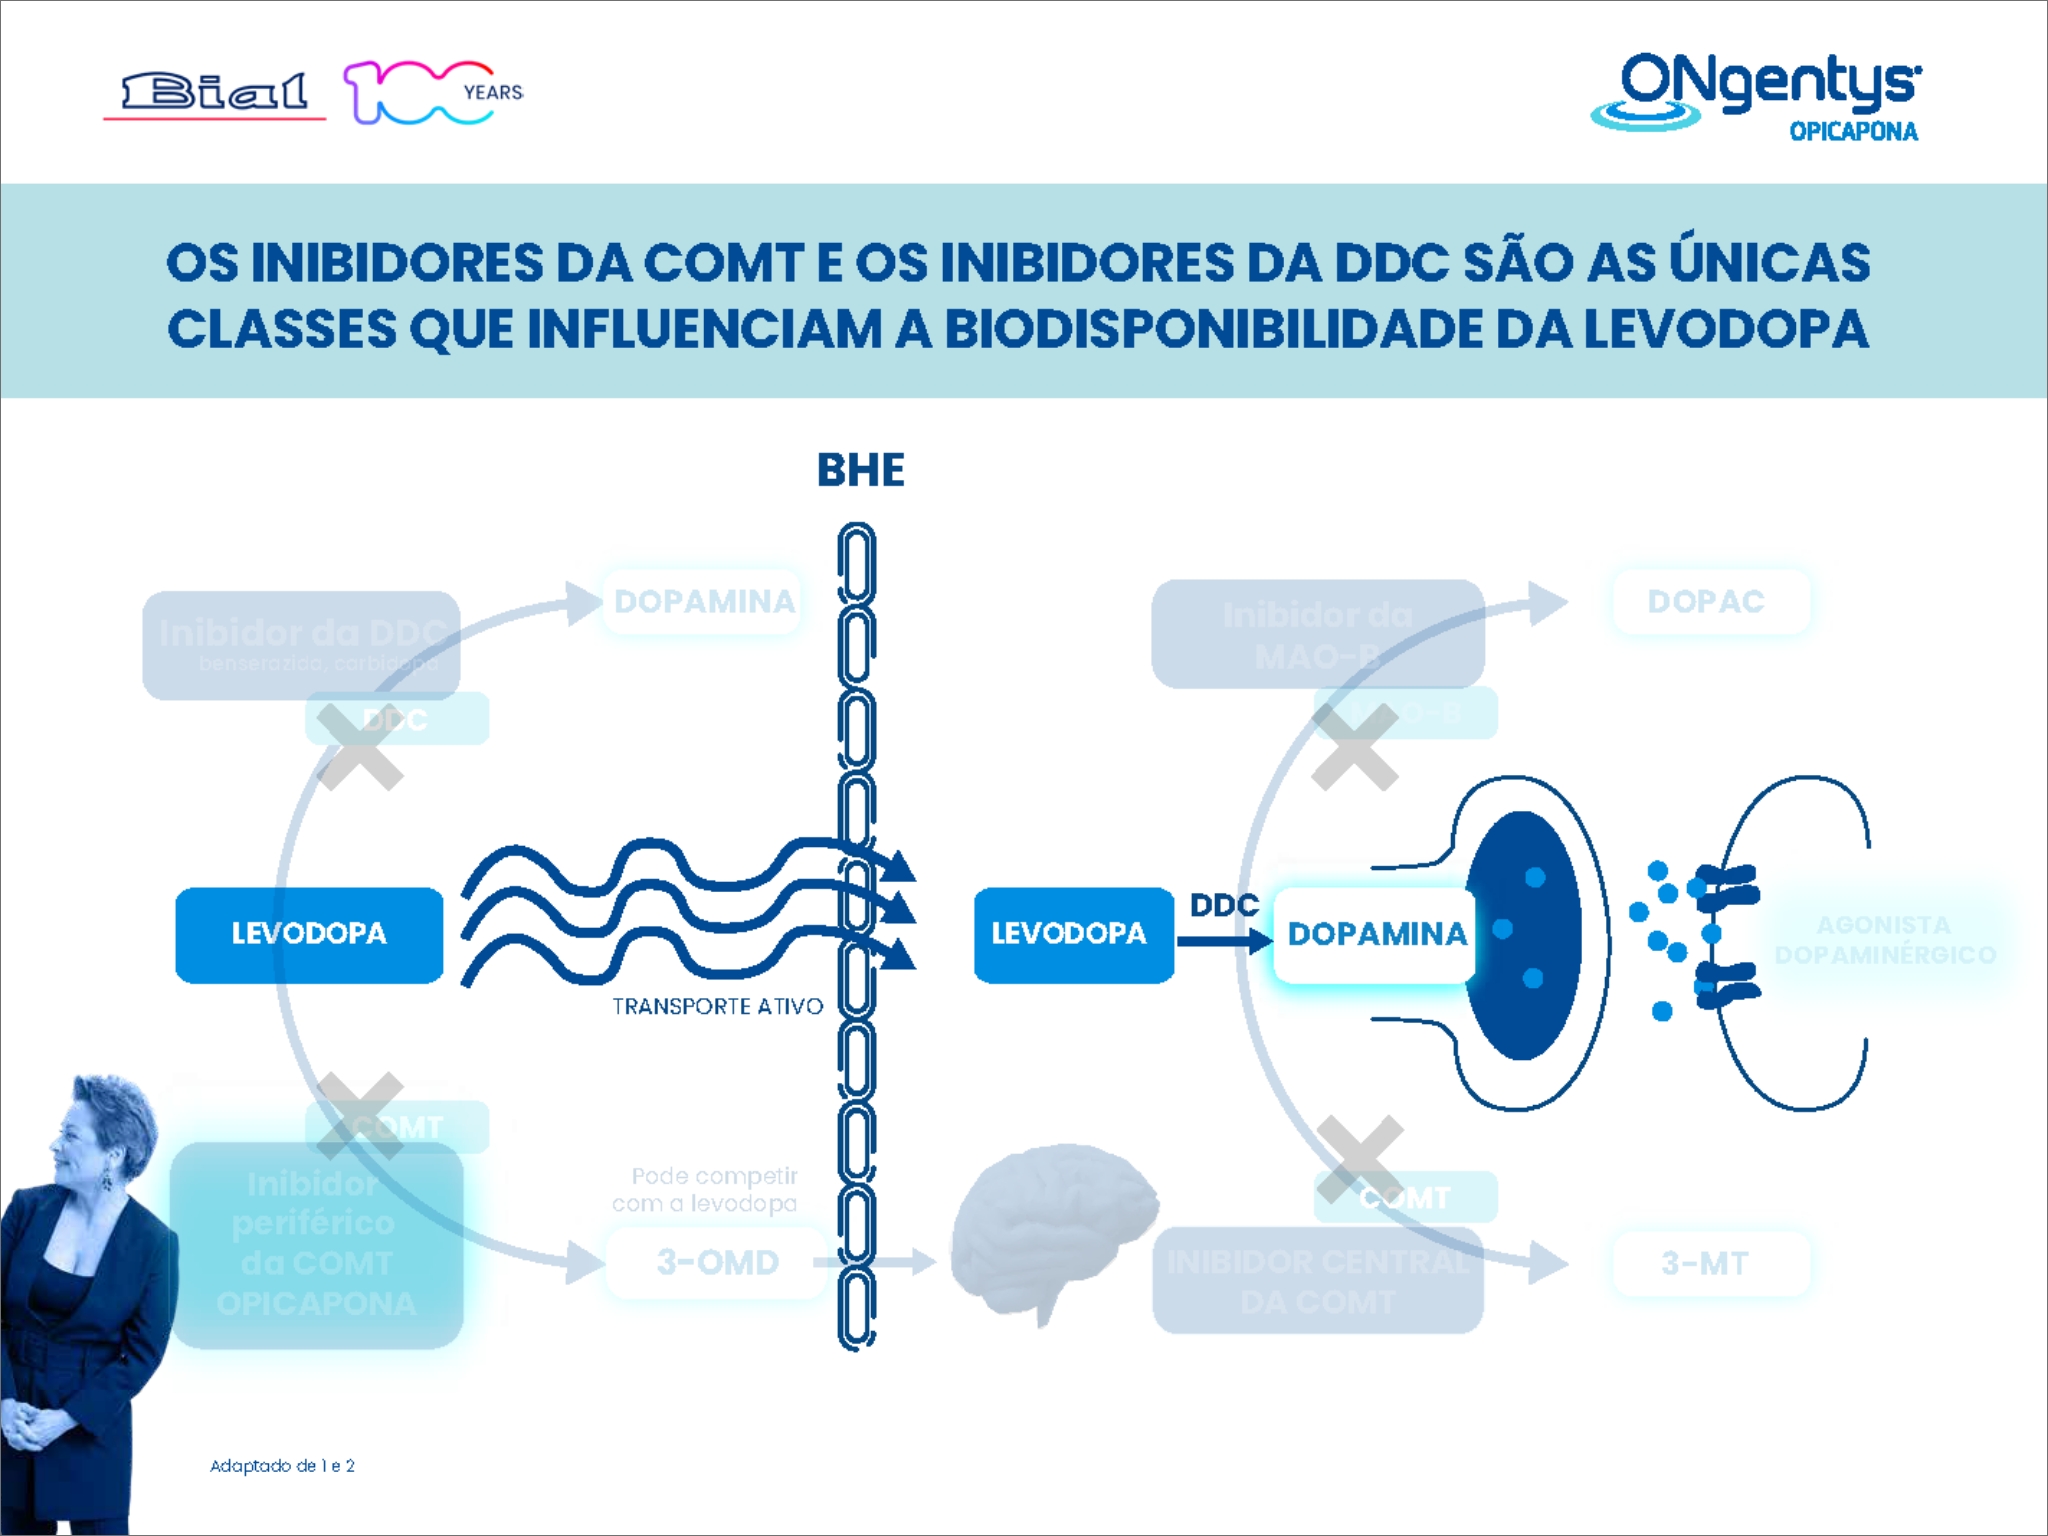 Bial
100 YEARS
ONgentys
OPICAPONA
OS INIBIDORES DA COMT E OS INIBIDORES DA DDC SÃO AS ÚNICAS
CLASSES QUE INFLUENCIAM A BIODISPONIBILIDADE DA LEVODOPA
BHE
Inibidor da DDC
benserazida, carbidopa
DDC
DOPAMINA
Inibidor da
MAO-B
MAO-B
DOPAC
LEVODOPA
TRANSPORTE ATIVO
LEVODOPA
DDC
DOPAMINA
AGONISTA
DOPAMINÉRGICO
COMT
Inibidor
periférico
da COMT
OPICAPONA
Pode competir
com a levodopa
3-OMD
COMT
INIBIDOR CENTRAL
DA COMT
3-MT
Adaptado de 1 e 2